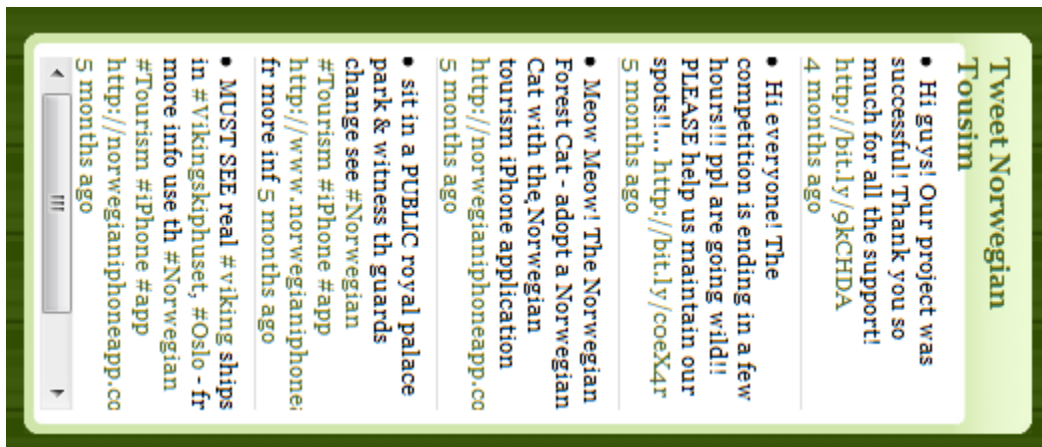 Tweet Norwegian
Tousim
• Hi guys! Our project was
successful! Thank you so
much for all the support!
http://bit.ly/9kCHDA
4 months ago
• Hi everyone! The
competition is ending in a few
hours!!! ppl are going wild!!
PLEASE help us maintain our
spots!!... http://bit.ly/coeX4r
5 months ago
• Meow Meow! The Norwegian
Forest Cat - adopt a Norwegian
Cat with the Norwegian
tourism iPhone application
http://norwegianiphoneapp.cc
5 months ago
• sit in a PUBLIC royal palace
park & witness th guards
change see #Norwegian
#Tourism #iPhone #app
http://www.norwegianiphone
fr more inf 5 months ago
• MUST SEE real #viking ships
in #Vikingskiphuset, #Oslo - fr
more info use th #Norwegian
#Tourism #iPhone #app
http://norwegianiphoneapp.cc
5 months ago